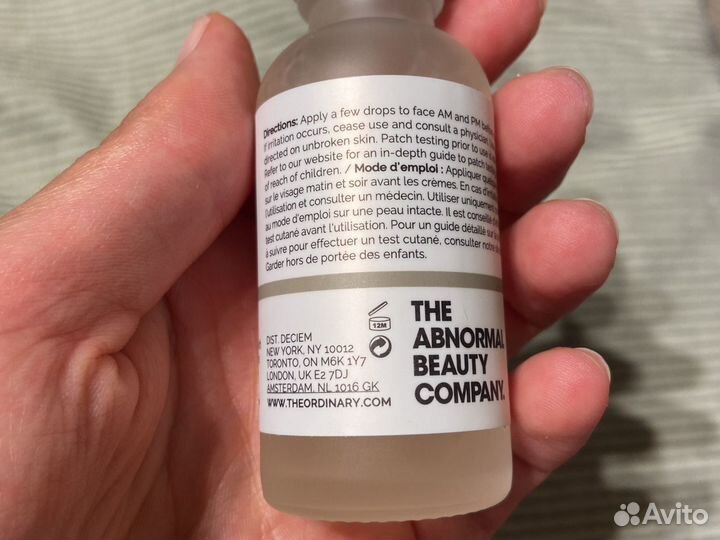 Directions: Apply a few drops to face AM and PM before
If irritation occurs, cease use and consult a physician.
directed on unbroken skin. Patch testing prior to use
Refer to our website for an in-depth guide to patch
of reach of children. / Mode d'emploi : Appliquer
sur le visage matin et soir avant les crèmes. En cas
l'utilisation et consulter un médecin. Utiliser uniquement
au mode d'emploi sur une peau intacte. Il est conseillé
test cutané avant l'utilisation. Pour un guide détaillé sur
à suivre pour effectuer un test cutané, consulter notre
Garder hors de portée des enfants.
12M
DIST. DECIEM
NEW YORK, NY 10012
TORONTO, ON M6K 1Y7
LONDON, UK E2 7DJ
AMSTERDAM, NL 1016 GK
WWW.THEORDINARY.COM
THE
ABNORMAL
BEAUTY
COMPANY.
Avito